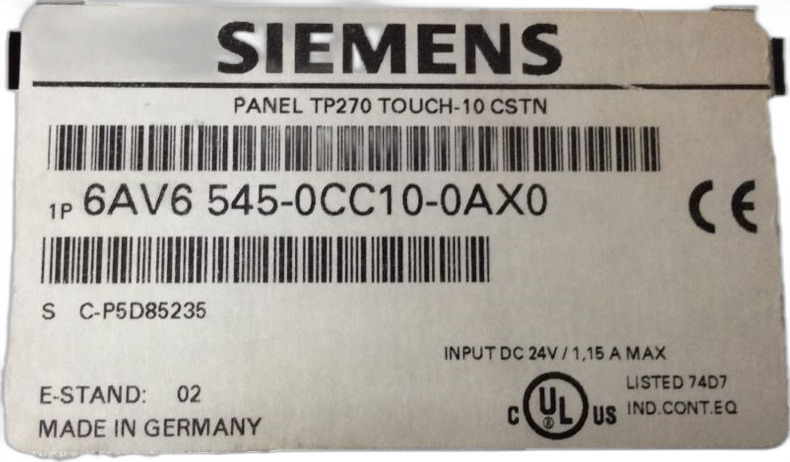 SIEMENS
PANEL TP270 TOUCH-10 CSTN
1P 6AV6 545-0CC10-0AX0
CE
S C-P5D85235
INPUT DC 24V / 1,15 A MAX
E-STAND: 02
MADE IN GERMANY
C UL US
LISTED 74D7
IND.CONT.EQ